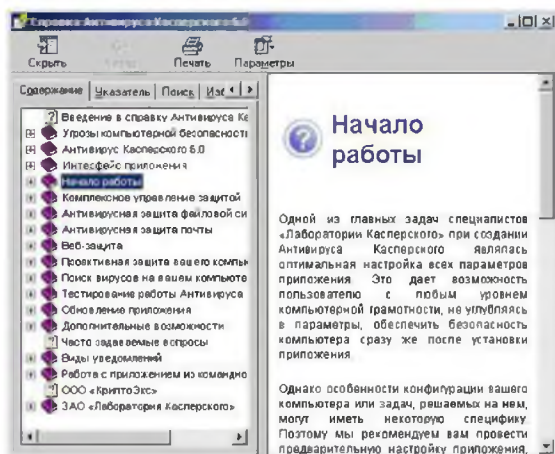 Справка Антивируса Касперского 6.0
Скрыть Печать Параметры
Содержание Указатель Поиск Изб
Введение в справку Антивируса Ке
Угрозы компьютерной безопасност
Антивирус Касперского 6.0
Интерфейс приложения
Начало работы
Комплексное управление защитой
Антивирусная защита файловой си
Антивирусная защита почты
Веб-защита
Проактивная защита вашего компьк
Поиск вирусов на вашем компьюте
Тестирование работы Антивируса
Обновление приложения
Дополнительные возможности
Часто задаваемые вопросы
Виды уведомлений
Работа с приложением из командно
ООО «КриптоЭкс»
ЗАО «Лаборатория Касперского»
Начало
работы
Одной из главных задач специалистов
«Лаборатории Касперского» при создании
Антивируса Касперского являлась
оптимальная настройка всех параметров
приложения. Это дает возможность
пользователю с любым уровнем
компьютерной грамотности, не углубляясь
в параметры, обеспечить безопасность
компьютера сразу же после установки
приложения.
Однако особенности конфигурации вашего
компьютера или задач, решаемых на нем,
могут иметь некоторую специфику.
Поэтому мы рекомендуем вам провести
предварительную настройку приложения,